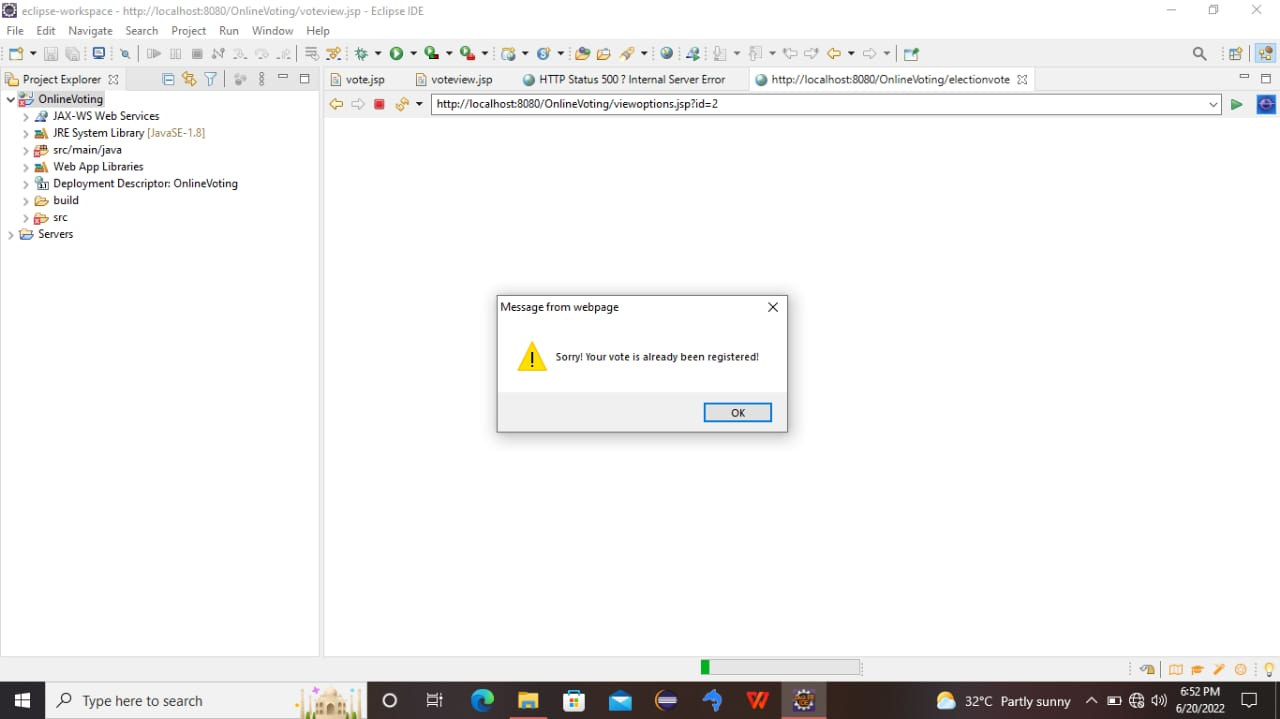 eclipse-workspace - http://localhost:8080/OnlineVoting/voteview.jsp - Eclipse IDE
File Edit Navigate Search Project Run Window Help
Project Explorer
vote.jsp voteview.jsp HTTP Status 500 ? Internal Server Error http://localhost:8080/OnlineVoting/electionvote
OnlineVoting
http://localhost:8080/OnlineVoting/viewoptions.jsp?id=2
JAX-WS Web Services
JRE System Library [JavaSE-1.8]
src/main/java
Web App Libraries
Deployment Descriptor: OnlineVoting
build
src
Servers
Message from webpage
Sorry! Your vote is already been registered!
OK
Type here to search
32°C Partly sunny
6:52 PM
6/20/2022